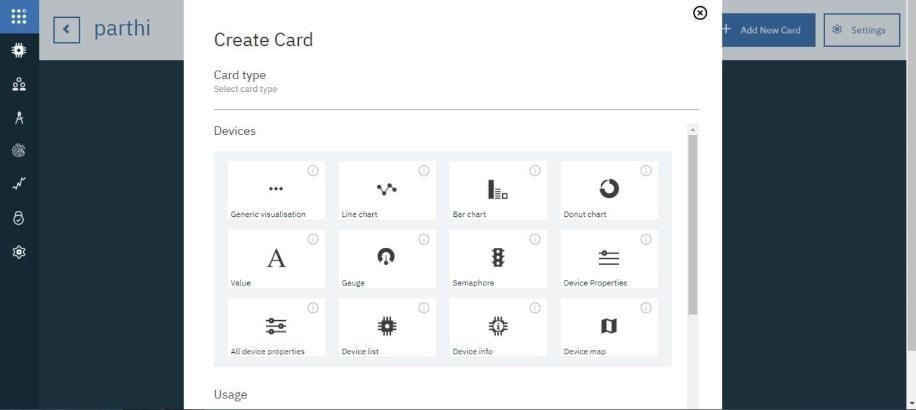 parthi
Add New Card
Settings
Create Card
Card type
Select card type
Devices
Generic visualisation
Line chart
Bar chart
Donut chart
A
Value
Gauge
Semaphore
Device Properties
All device properties
Device list
Device info
Device map
Usage